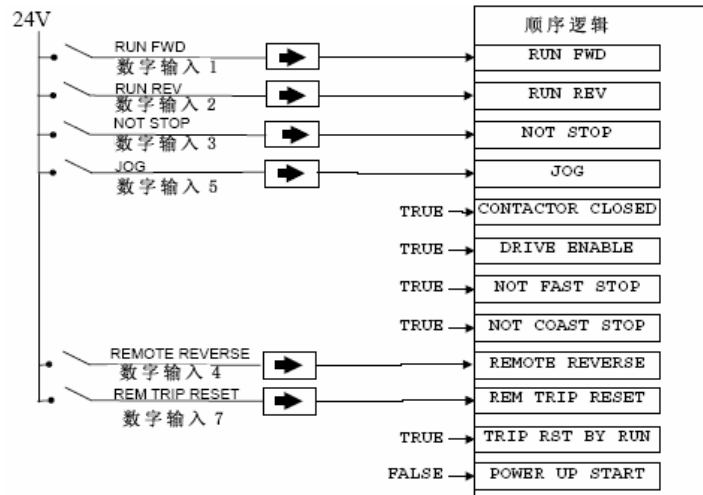 24V
顺序逻辑
RUN FWD
数字输入 1
RUN FWD
RUN REV
数字输入 2
RUN REV
NOT STOP
数字输入 3
NOT STOP
JOG
数字输入 5
JOG
TRUE CONTACTOR CLOSED
TRUE DRIVE ENABLE
TRUE NOT FAST STOP
TRUE NOT COAST STOP
REMOTE REVERSE
数字输入 4
REMOTE REVERSE
REM TRIP RESET
数字输入 7
REM TRIP RESET
TRUE TRIP RST BY RUN
FALSE POWER UP START